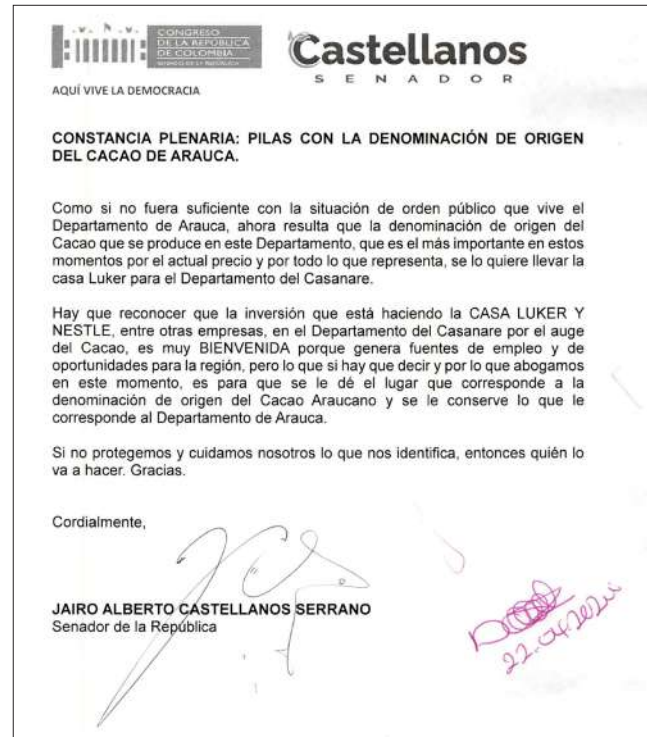 CONGRESO
DE LA REPÚBLICA
DE COLOMBIA
AQUÍ VIVE LA DEMOCRACIA
Castellanos
SENADOR
CONSTANCIA PLENARIA: PILAS CON LA DENOMINACIÓN DE ORIGEN
DEL CACAO DE ARAUCA.
Como si no fuera suficiente con la situación de orden público que vive el
Departamento de Arauca, ahora resulta que la denominación de origen del
Cacao que se produce en este Departamento, que es el más importante en estos
momentos por el actual precio y por todo lo que representa, se lo quiere llevar la
casa Luker para el Departamento del Casanare.
Hay que reconocer que la inversión que está haciendo la CASA LUKER Y
NESTLE, entre otras empresas, en el Departamento del Casanare por el auge
del Cacao, es muy BIENVENIDA porque genera fuentes de empleo y de
oportunidades para la región, pero lo que si hay que decir y por lo que abogamos
en este momento, es para que se le dé el lugar que corresponde a la
denominación de origen del Cacao Araucano y se le conserve lo que le
corresponde al Departamento de Arauca.
Si no protegemos y cuidamos nosotros lo que nos identifica, entonces quién lo
va a hacer. Gracias.
Cordialmente,
JAIRO ALBERTO CASTELLANOS SERRANO
Senador de la República